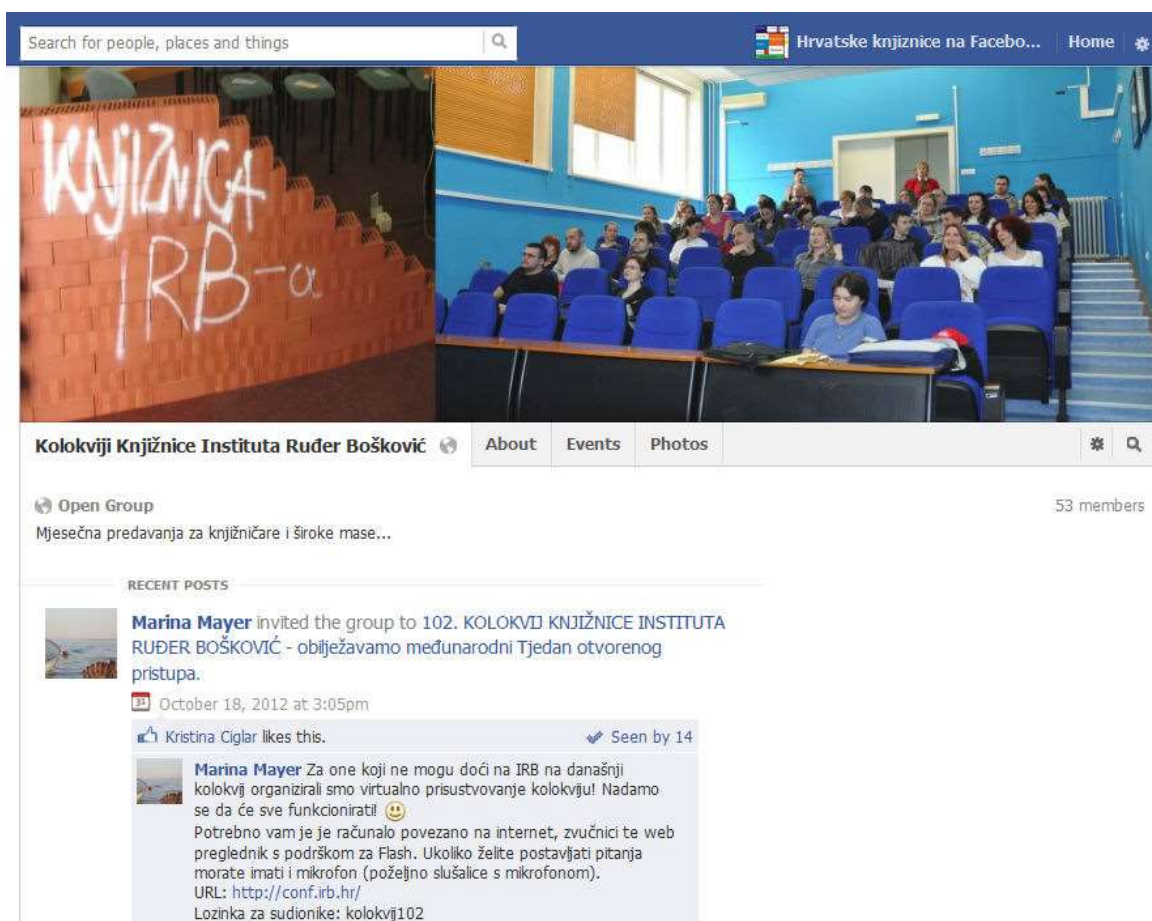 Search for people, places and things
Hrvatske knjiznice na Facebo...
Home
KNjIŽNICA
IRB-a
Kolokviji Knjižnice Instituta Ruđer Bošković
About
Events
Photos
Open Group
53 members
Mjesečna predavanja za knjižničare i široke mase...
RECENT POSTS
Marina Mayer invited the group to 102. KOLOKVIJ KNJIŽNICE INSTITUTA
RUĐER BOŠKOVIĆ - obilježavamo međunarodni Tjedan otvorenog
pristupa.
31
October 18, 2012 at 3:05pm
Kristina Ciglar likes this.
Seen by 14
Marina Mayer Za one koji ne mogu doći na IRB na današnji
kolokvij organizirali smo virtualno prisustvovanje kolokviju! Nadamo
se da će sve funkcionirati!
Potrebno vam je je računalo povezano na internet, zvučnici te web
preglednik s podrškom za Flash. Ukoliko želite postavljati pitanja
morate imati i mikrofon (poželjno slušalice s mikrofonom).
URL: http://conf.irb.hr/
Lozinka za sudionike: kolokvij102